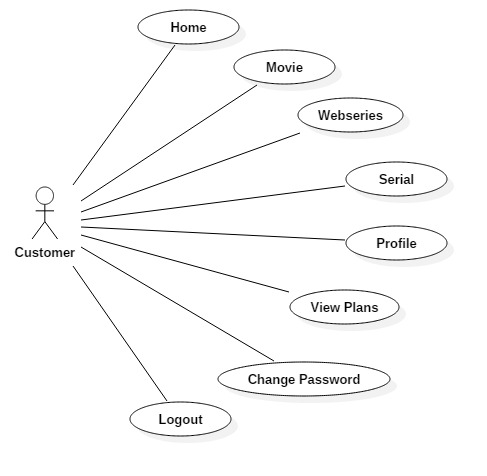 Home
Movie
Webseries
Serial
Profile
Customer
View Plans
Change Password
Logout